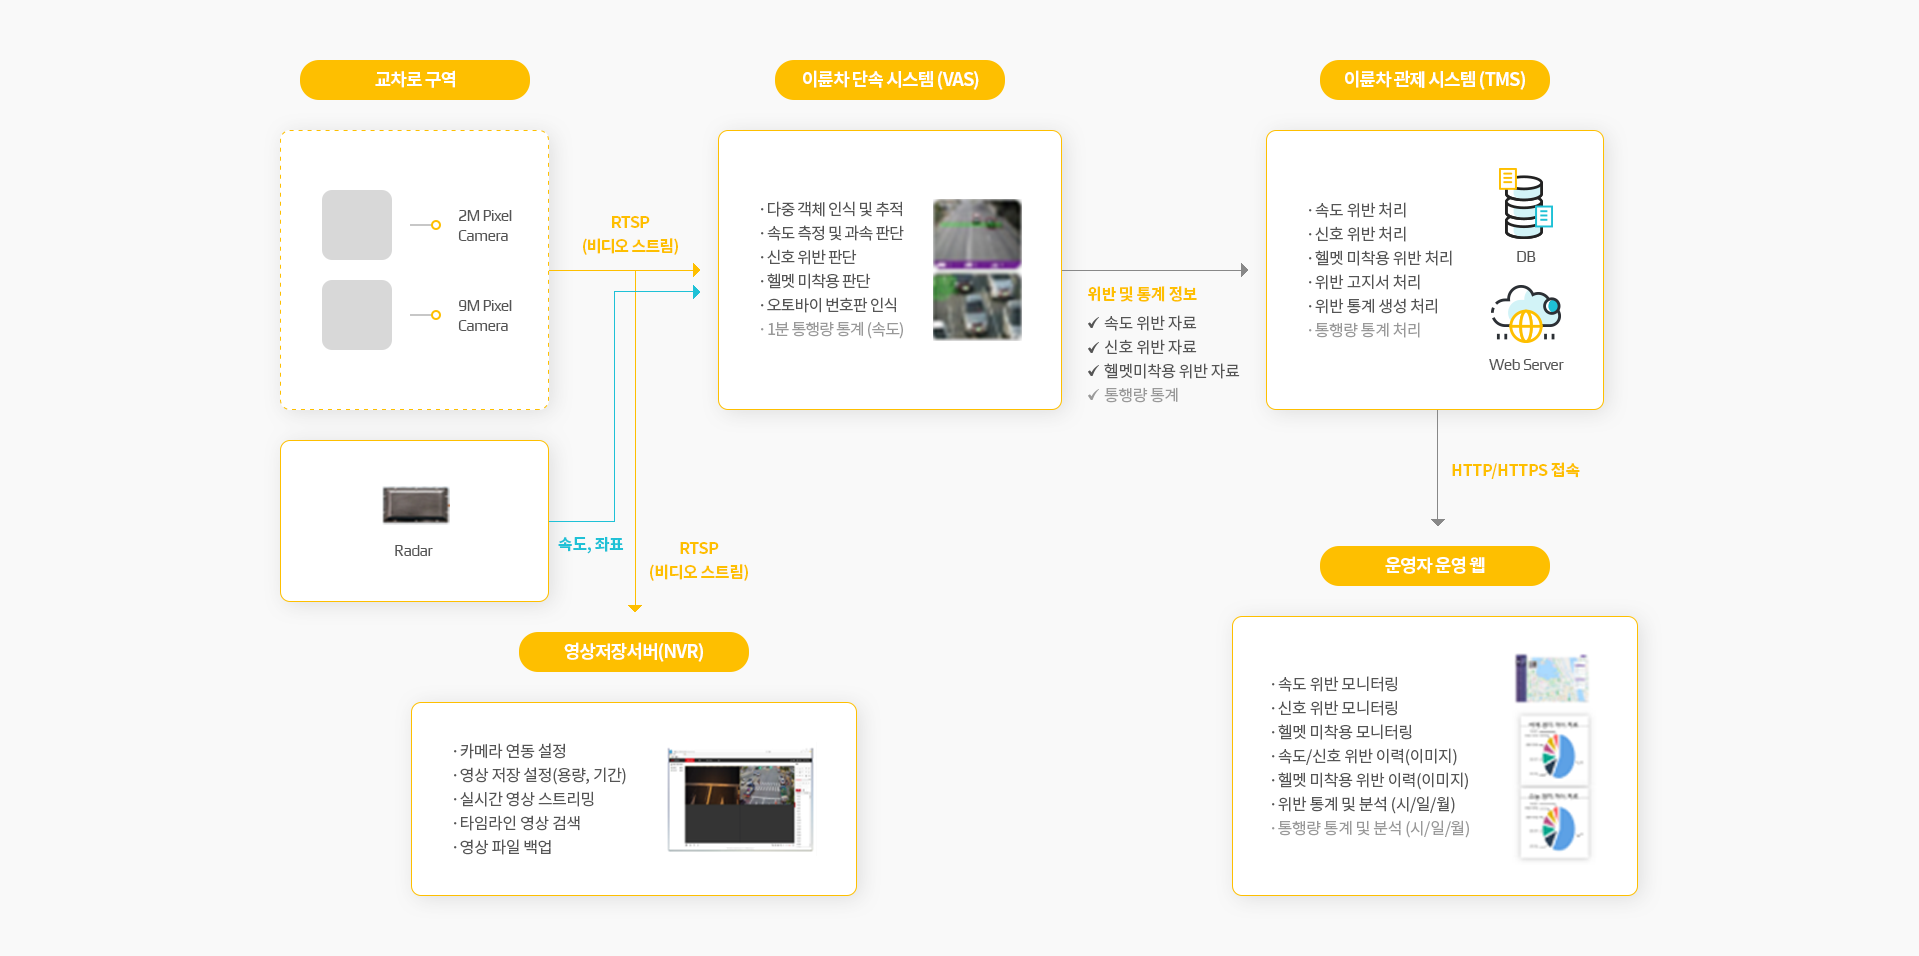 교차로 구역
2M Pixel
Camera
9M Pixel
Camera
Radar
RTSP
(비디오 스트림)
속도, 좌표
RTSP
(비디오 스트림)
이륜차 단속 시스템 (VAS)
· 다중 객체 인식 및 추적
· 속도 측정 및 과속 판단
· 신호 위반 판단
· 헬멧 미착용 판단
· 오토바이 번호판 인식
· 1분 통행량 통계 (속도)
위반 및 통계 정보
✓ 속도 위반 자료
✓ 신호 위반 자료
✓ 헬멧미착용 위반 자료
✓ 통행량 통계
이륜차 관제 시스템 (TMS)
· 속도 위반 처리
· 신호 위반 처리
· 헬멧 미착용 위반 처리
· 위반 고지서 처리
· 위반 통계 생성 처리
· 통행량 통계 처리
DB
Web Server
HTTP/HTTPS 접속
영상저장서버(NVR)
· 카메라 연동 설정
· 영상 저장 설정(용량, 기간)
· 실시간 영상 스트리밍
· 타임라인 영상 검색
· 영상 파일 백업
운영자 운영 웹
· 속도 위반 모니터링
· 신호 위반 모니터링
· 헬멧 미착용 모니터링
· 속도/신호 위반 이력(이미지)
· 헬멧 미착용 위반 이력(이미지)
· 위반 통계 및 분석 (시/일/월)
· 통행량 통계 및 분석 (시/일/월)